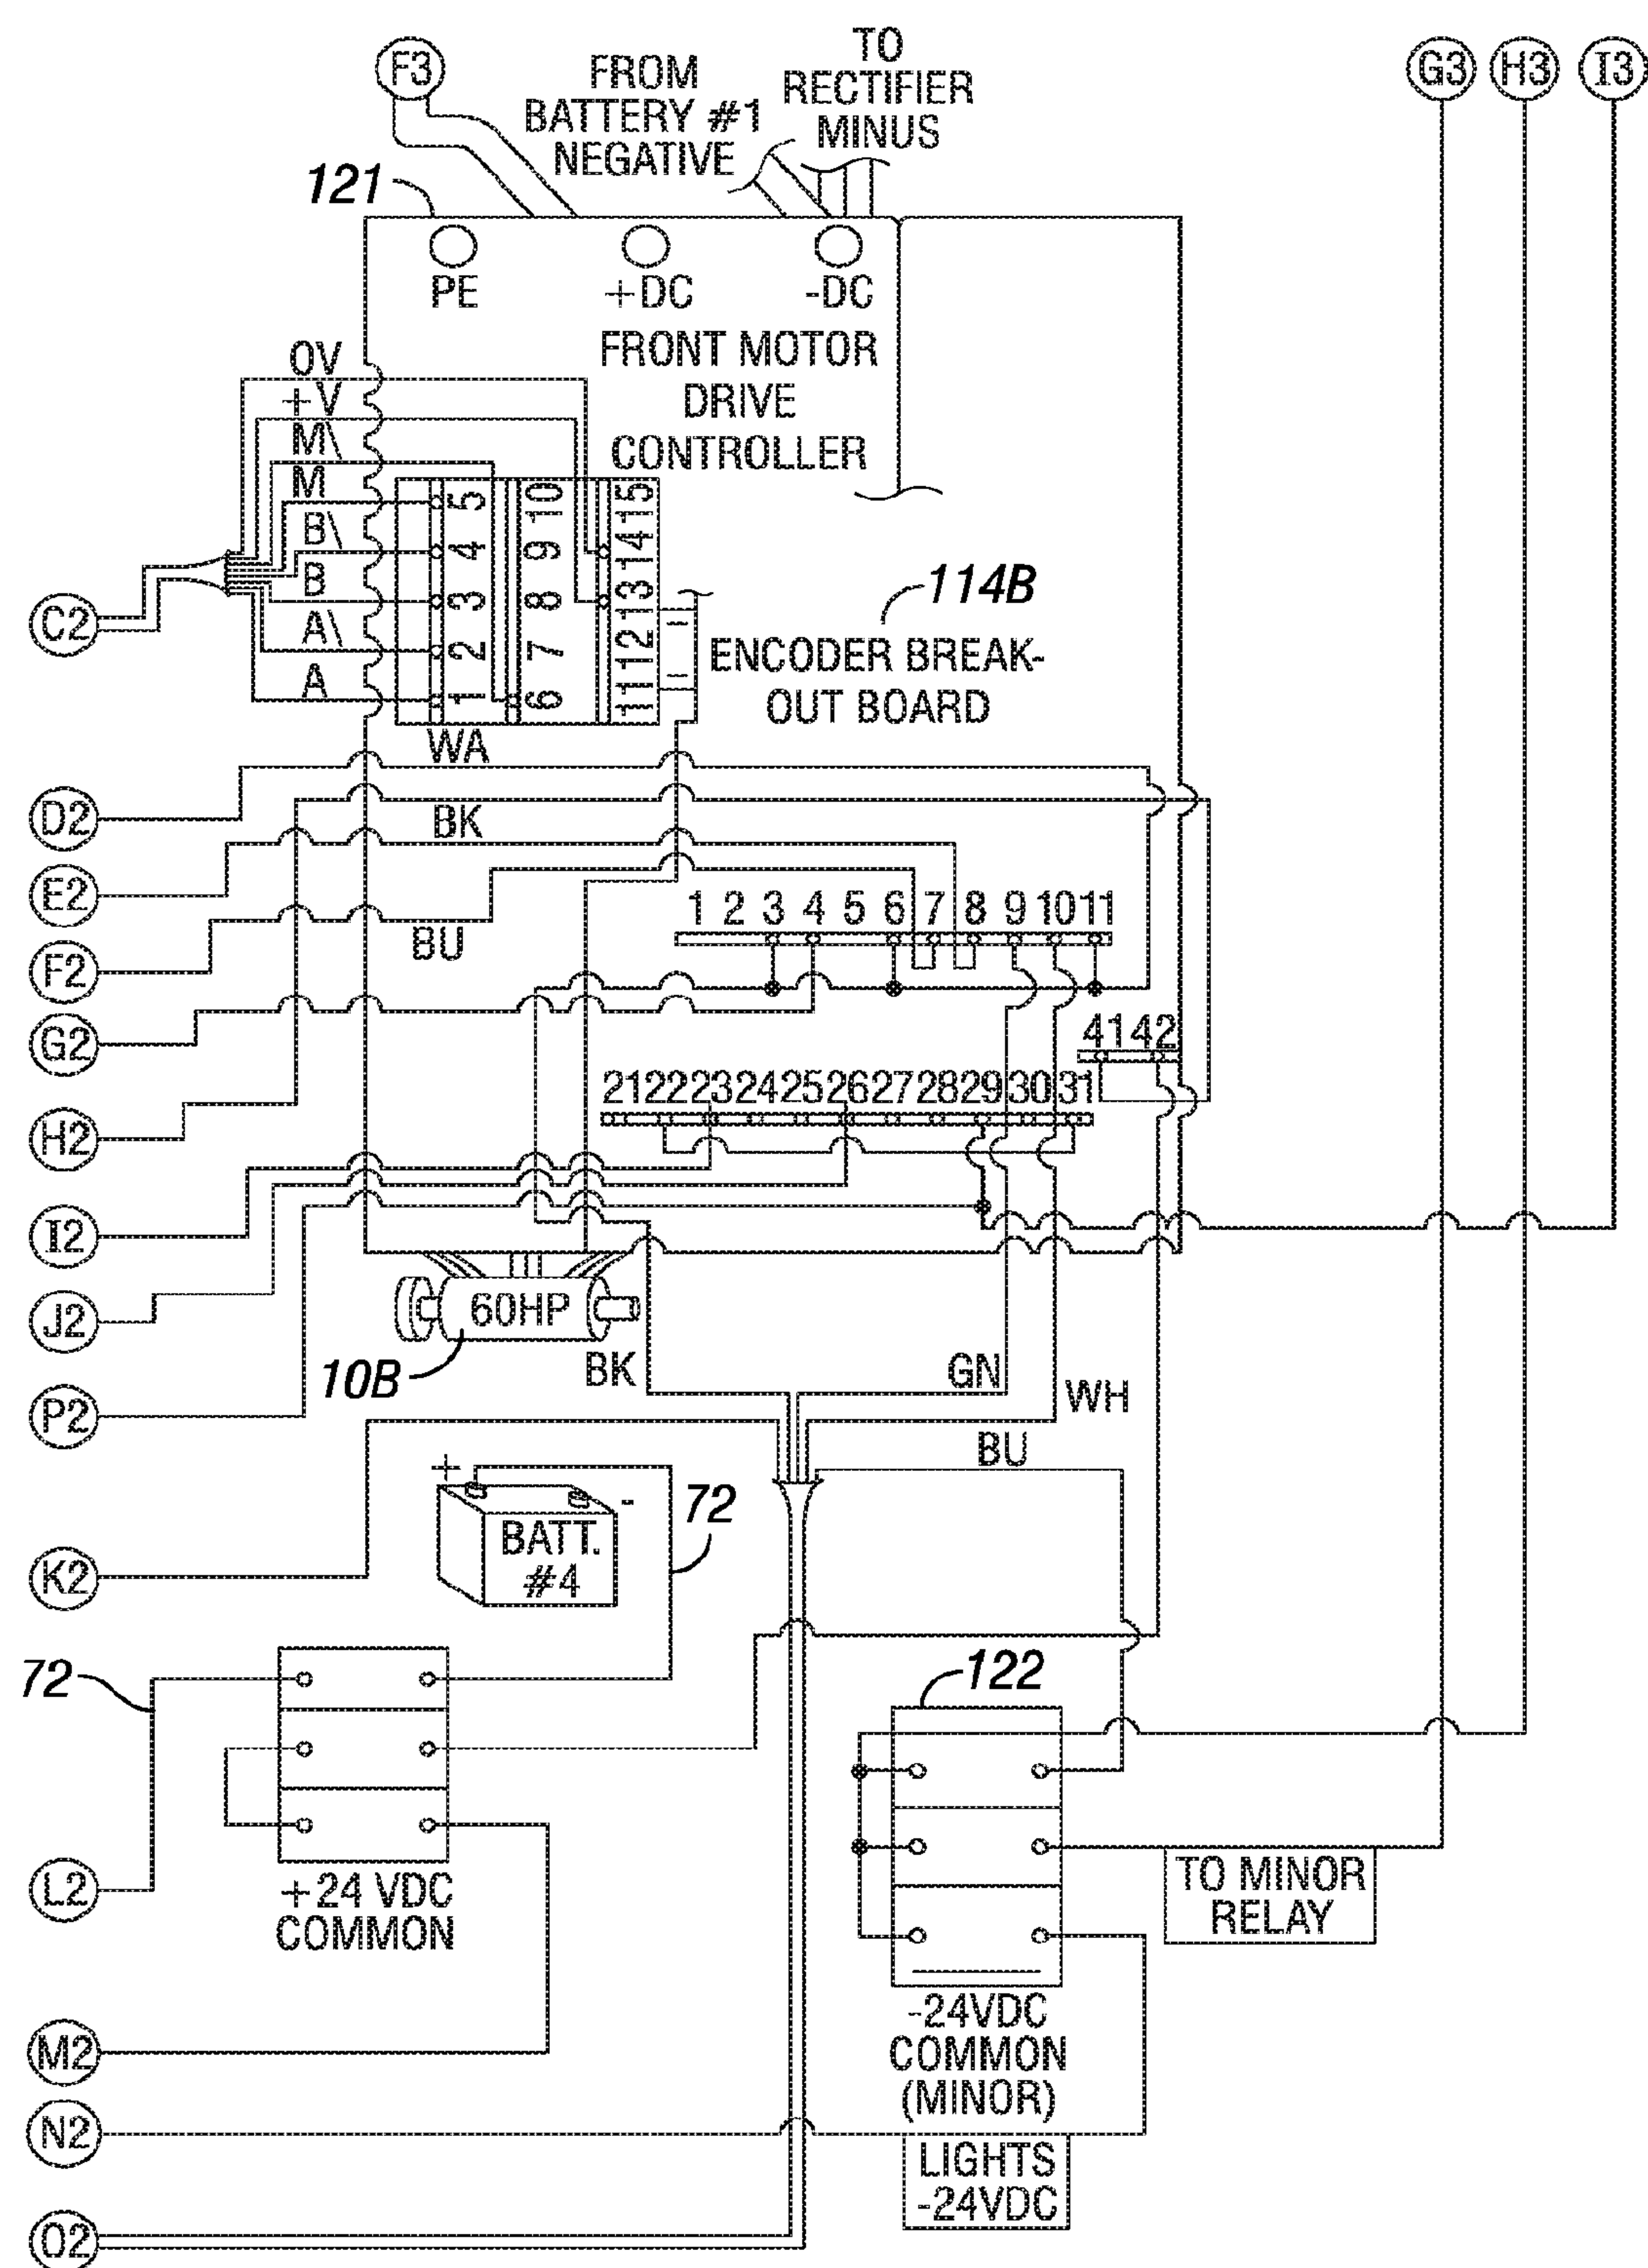 F3
FROM
BATTERY #1
NEGATIVE
TO
RECTIFIER
MINUS
G3 H3 I3
121
PE +DC -DC
FRONT MOTOR
DRIVE
CONTROLLER
0V
+V
M\
M
B\
B
A\
A
5 10 15
4 9 14
3 8 13
2 7 12
1 6 11
C2
114B
ENCODER BREAK-
OUT BOARD
WA
D2
BK
E2
1 2 3 4 5 6 7 8 9 10 11
BU
F2
G2
41 42
21 22 23 24 25 26 27 28 29 30 31
H2
I2
J2
60HP
10B
BK
GN
WH
P2
BU
+
-
BATT.
#4
72
K2
72
122
L2
+24 VDC
COMMON
TO MINOR
RELAY
-24VDC
COMMON
(MINOR)
M2
N2
LIGHTS
-24VDC
O2